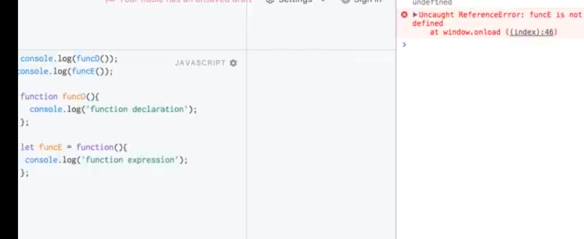 Your fiddle has an unsaved draft
Settings
Sign in
JAVASCRIPT
console.log(funcD());
console.log(funcE());
function funcD(){
console.log('function declaration');
};
let funcE = function(){
console.log('function expression');
};
undefined
Uncaught ReferenceError: funcE is not
defined
at window.onload ((index):46)